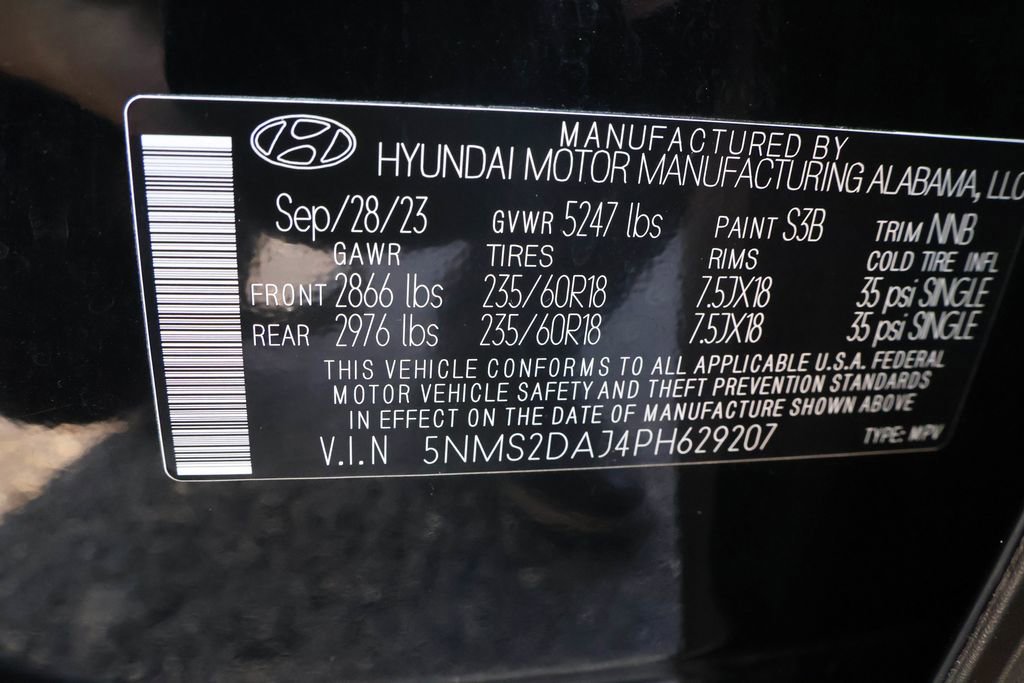 MANUFACTURED BY
HYUNDAI MOTOR MANUFACTURING ALABAMA, LLC
Sep/28/23 GVWR 5247 lbs PAINT S3B TRIM NNB
GAWR TIRES RIMS COLD TIRE INFL
FRONT 2866 lbs 235/60R18 7.5JX18 35 psi SINGLE
REAR 2976 lbs 235/60R18 7.5JX18 35 psi SINGLE
THIS VEHICLE CONFORMS TO ALL APPLICABLE U.S.A. FEDERAL
MOTOR VEHICLE SAFETY AND THEFT PREVENTION STANDARDS
IN EFFECT ON THE DATE OF MANUFACTURE SHOWN ABOVE
V.I.N 5NMS2DAJ4PH629207 TYPE: MPV